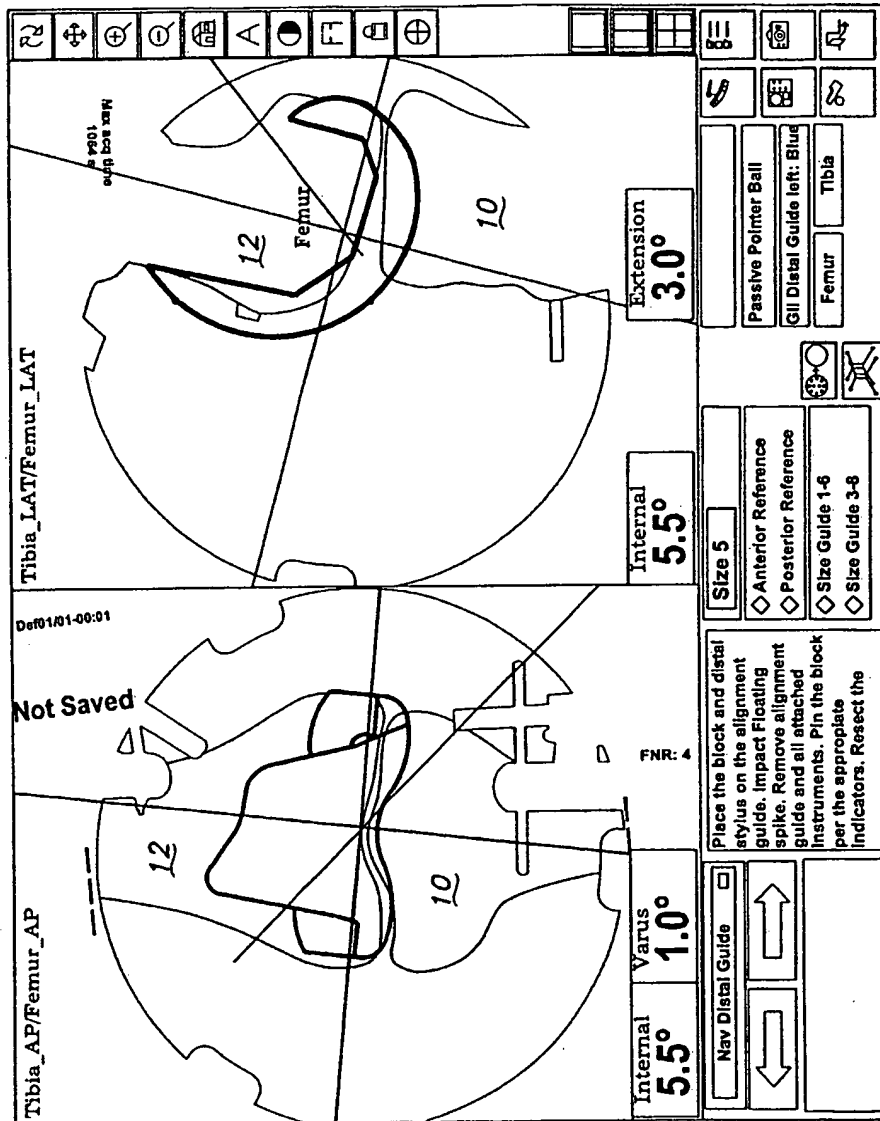 Tibia_AP/Femur_AP
Def01/01-00:01
Not Saved
12
10
FNR: 4
Internal
5.5°
Varus
1.0°
Tibia_LAT/Femur_LAT
Max acq time
1064 s
12
Femur
10
Internal
5.5°
Extension
3.0°
A
Nav Distal Guide
Place the block and distal
stylus on the alignment
guide. Impact Floating
spike. Remove alignment
guide and all attached
instruments. Pin the block
per the appropiate
indicators. Resect the
Size 5
Anterior Reference
Posterior Reference
Size Guide 1-6
Size Guide 3-8
Passive Pointer Ball
GII Distal Guide left: Blue
Femur
Tibia